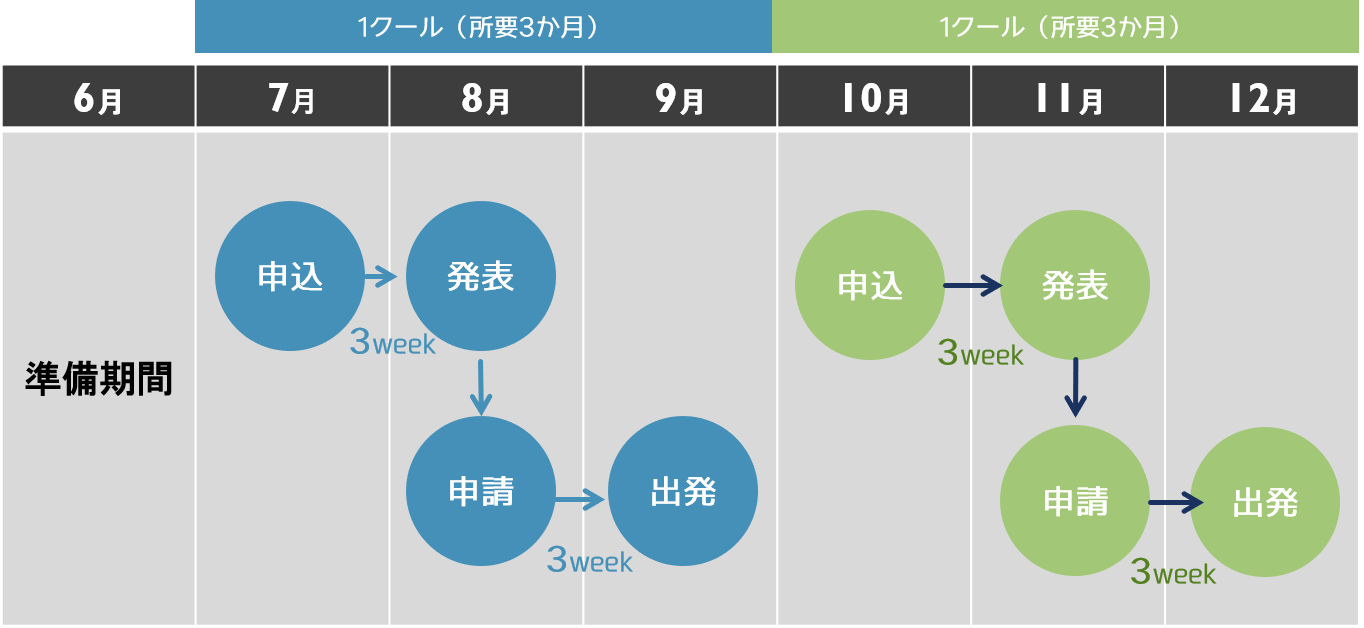 1クール（所要3か月）
1クール（所要3か月）
6月
7月
8月
9月
10月
11月
12月
準備期間
申込
発表
3week
申請
出発
3week
申込
発表
3week
申請
出発
3week